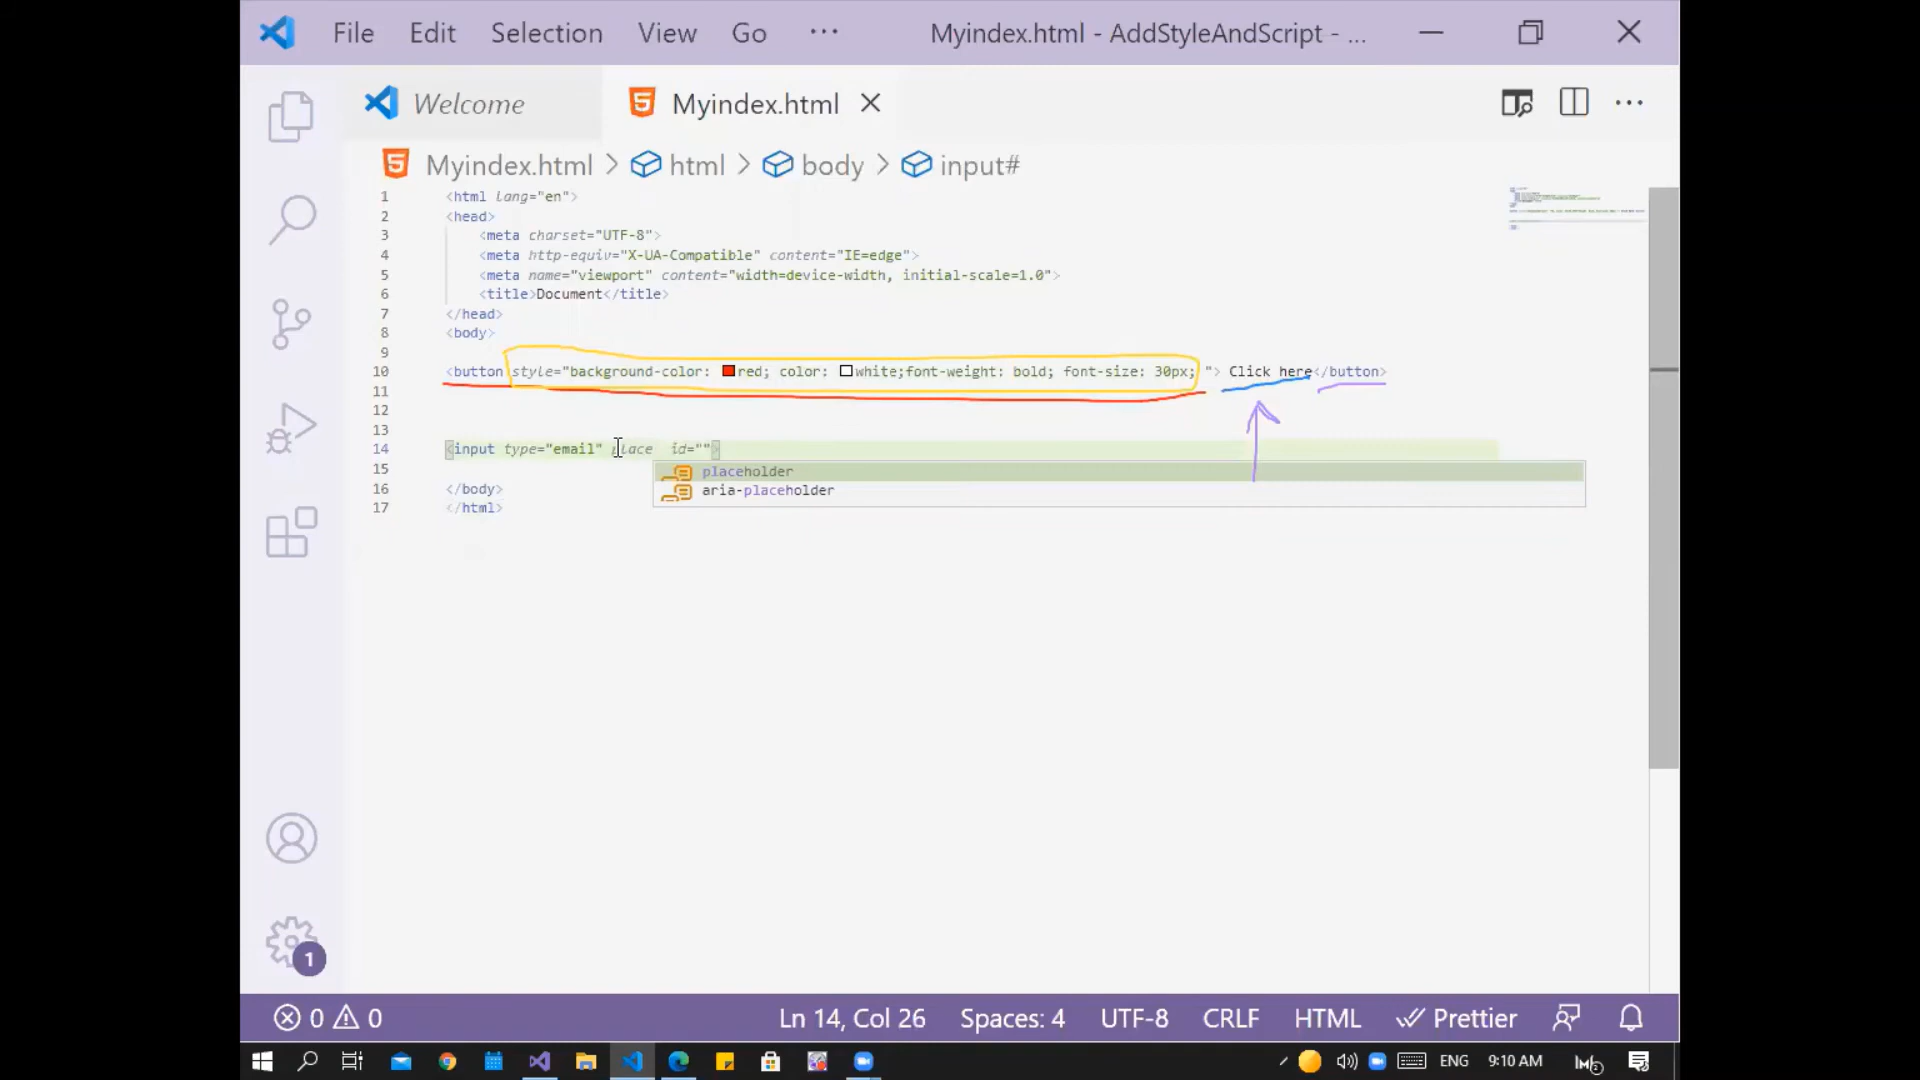 File Edit Selection View Go ··· Myindex.html - AddStyleAndScript - ...
Welcome Myindex.html
Myindex.html > html > body > input#
1 <html lang="en">
2 <head>
3 <meta charset="UTF-8">
4 <meta http-equiv="X-UA-Compatible" content="IE=edge">
5 <meta name="viewport" content="width=device-width, initial-scale=1.0">
6 <title>Document</title>
7 </head>
8 <body>
9
10 <button style="background-color: red; color: white;font-weight: bold; font-size: 30px; "> Click here</button>
11
12
13
14 <input type="email" place id="">
placeholder
15
aria-placeholder
16 </body>
17 </html>
1
0 0 Ln 14, Col 26 Spaces: 4 UTF-8 CRLF HTML Prettier
ENG 9:10 AM